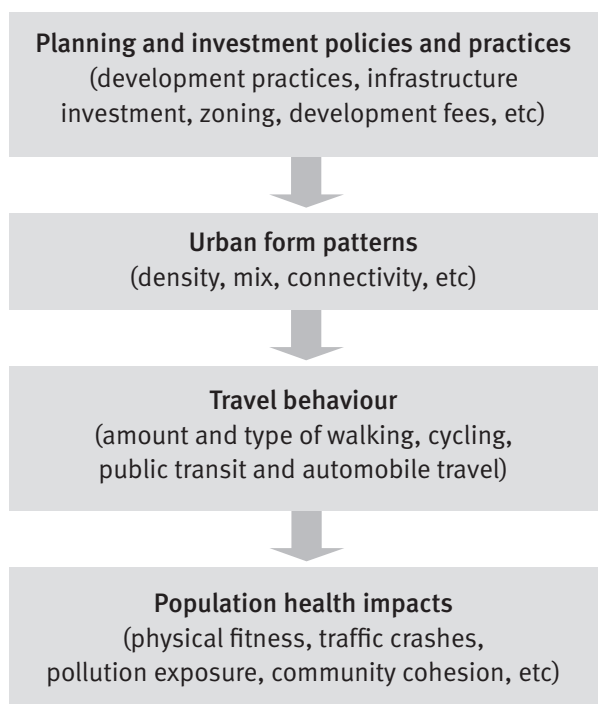 Planning and investment policies and practices
(development practices, infrastructure
investment, zoning, development fees, etc)
Urban form patterns
(density, mix, connectivity, etc)
Travel behaviour
(amount and type of walking, cycling,
public transit and automobile travel)
Population health impacts
(physical fitness, traffic crashes,
pollution exposure, community cohesion, etc)